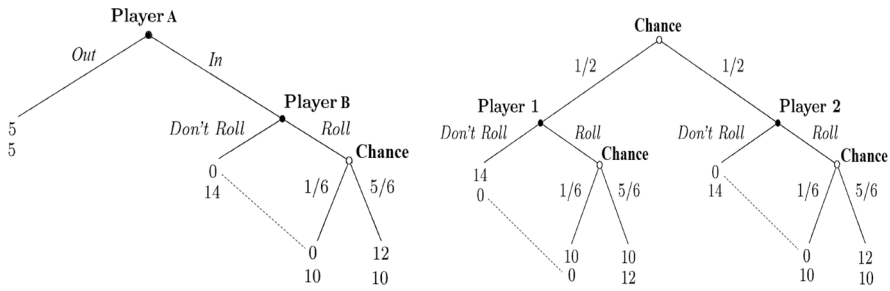 Player A
Out
In
5
5
Player B
Don't Roll
Roll
Chance
0
14
1/6
5/6
0
10
12
10
Chance
1/2
1/2
Player 1
Don't Roll
Roll
Chance
14
0
1/6
5/6
10
0
10
12
Player 2
Don't Roll
Roll
Chance
0
14
1/6
5/6
0
10
12
10